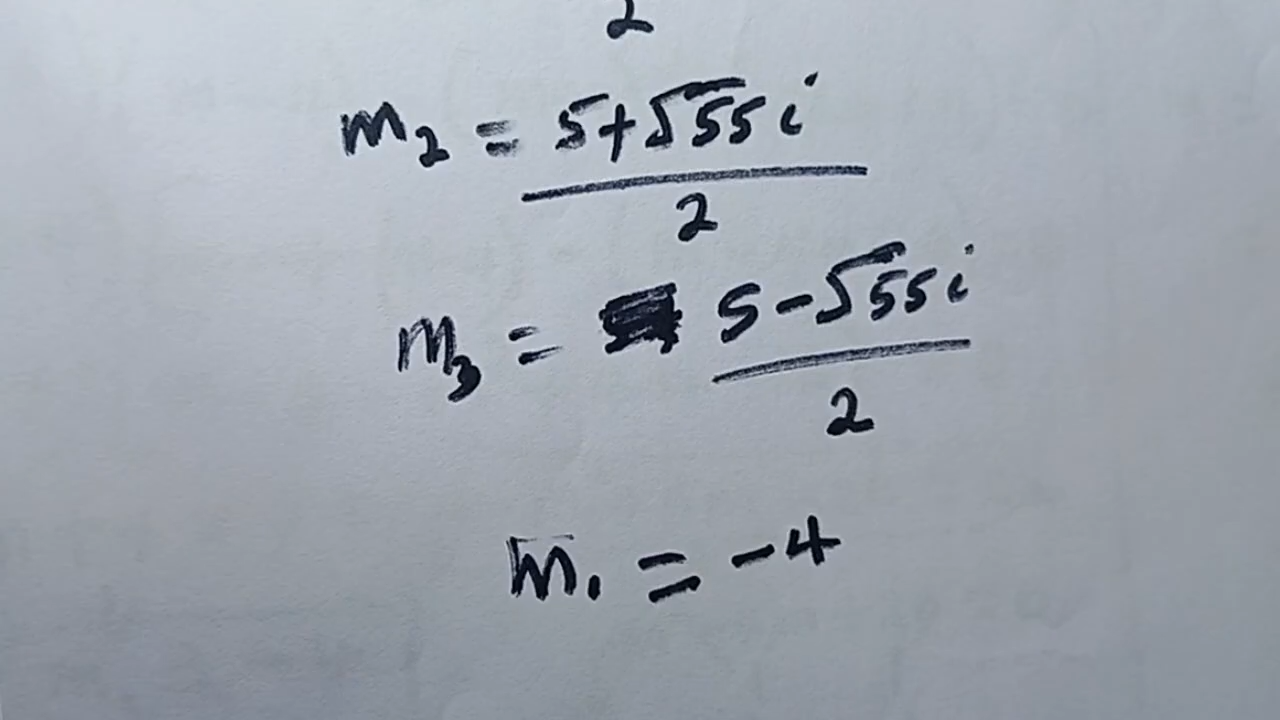 2
m₂ = 5+√55 i
2
m₃ = 5-√55 i
2
m₁ = -4